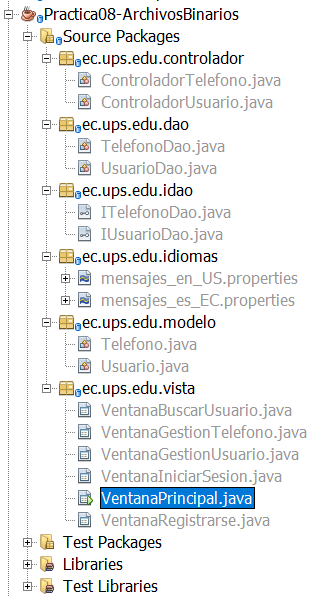 Practica08-ArchivosBinarios
Source Packages
ec.ups.edu.controlador
ControladorTelefono.java
ControladorUsuario.java
ec.ups.edu.dao
TelefonoDao.java
UsuarioDao.java
ec.ups.edu.idao
ITelefonoDao.java
IUsuarioDao.java
ec.ups.edu.idiomas
mensajes_en_US.properties
mensajes_es_EC.properties
ec.ups.edu.modelo
Telefono.java
Usuario.java
ec.ups.edu.vista
VentanaBuscarUsuario.java
VentanaGestionTelefono.java
VentanaGestionUsuario.java
VentanaIniciarSesion.java
VentanaPrincipal.java
VentanaRegistrarse.java
Test Packages
Libraries
Test Libraries